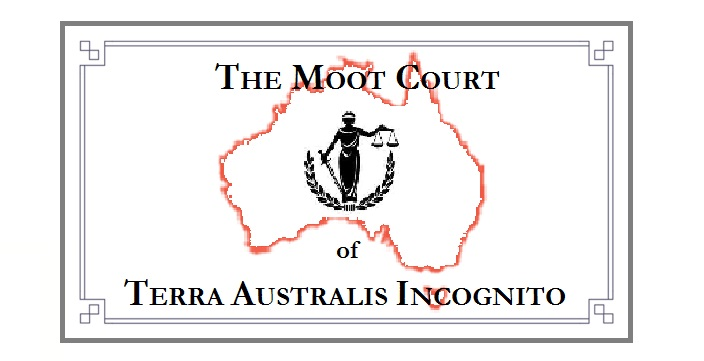 The Moot Court
of
Terra Australis Incognito